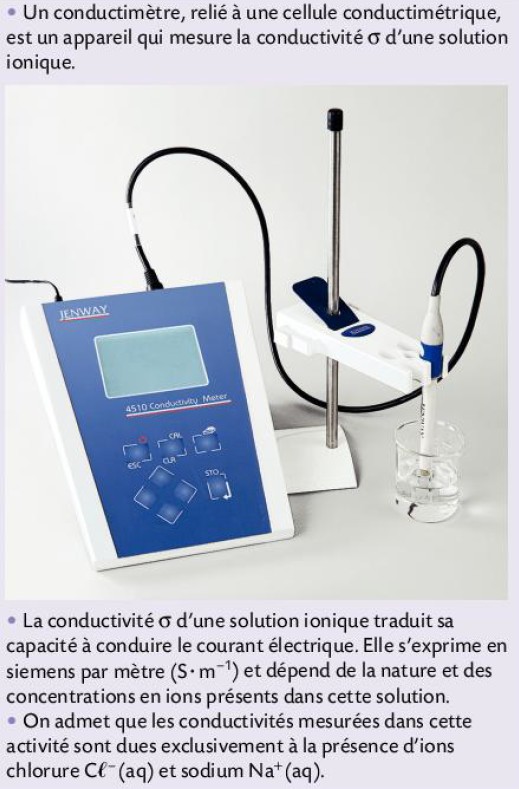 • Un conductimètre, relié à une cellule conductimétrique,
est un appareil qui mesure la conductivité σ d'une solution
ionique.
JENWAY
4510 Conductivity Meter
CAL
ESC
CLR
STO
• La conductivité σ d'une solution ionique traduit sa
capacité à conduire le courant électrique. Elle s'exprime en
siemens par mètre (S·m⁻¹) et dépend de la nature et des
concentrations en ions présents dans cette solution.
• On admet que les conductivités mesurées dans cette
activité sont dues exclusivement à la présence d'ions
chlorure Cℓ⁻(aq) et sodium Na⁺(aq).